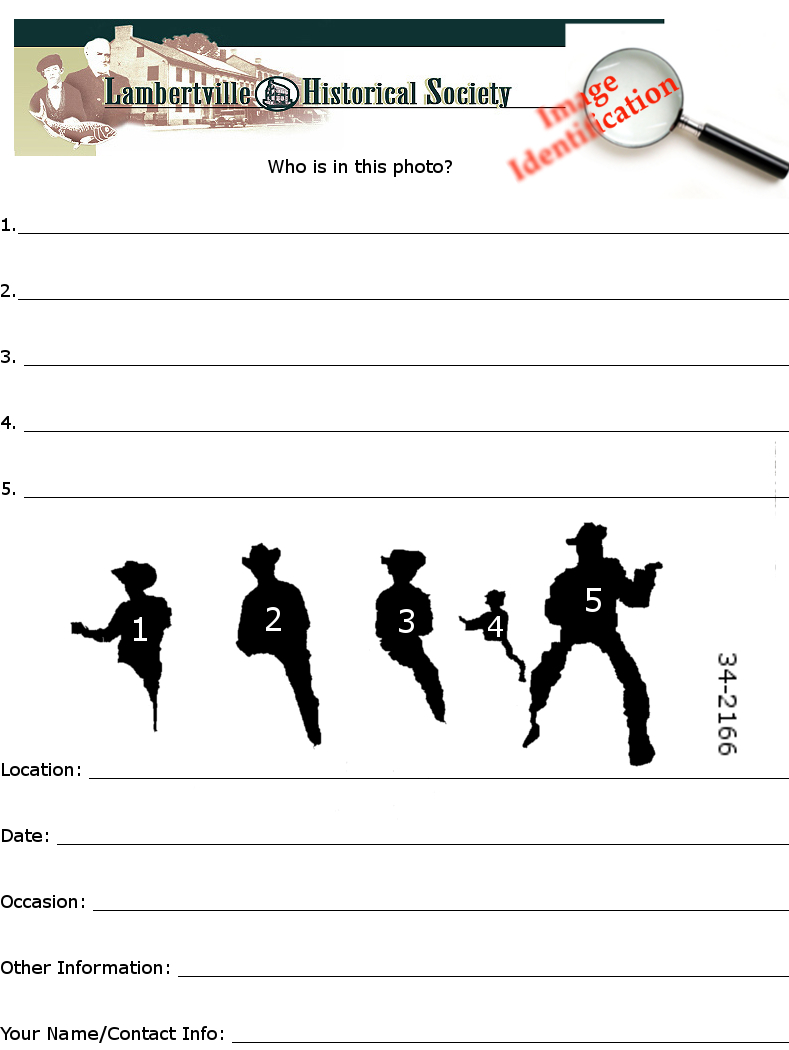 Lambertville Historical Society
Image
Identification
Who is in this photo?
1.
2.
3.
4.
5.
1
2
3
4
5
34-2166
Location:
Date:
Occasion:
Other Information:
Your Name/Contact Info: